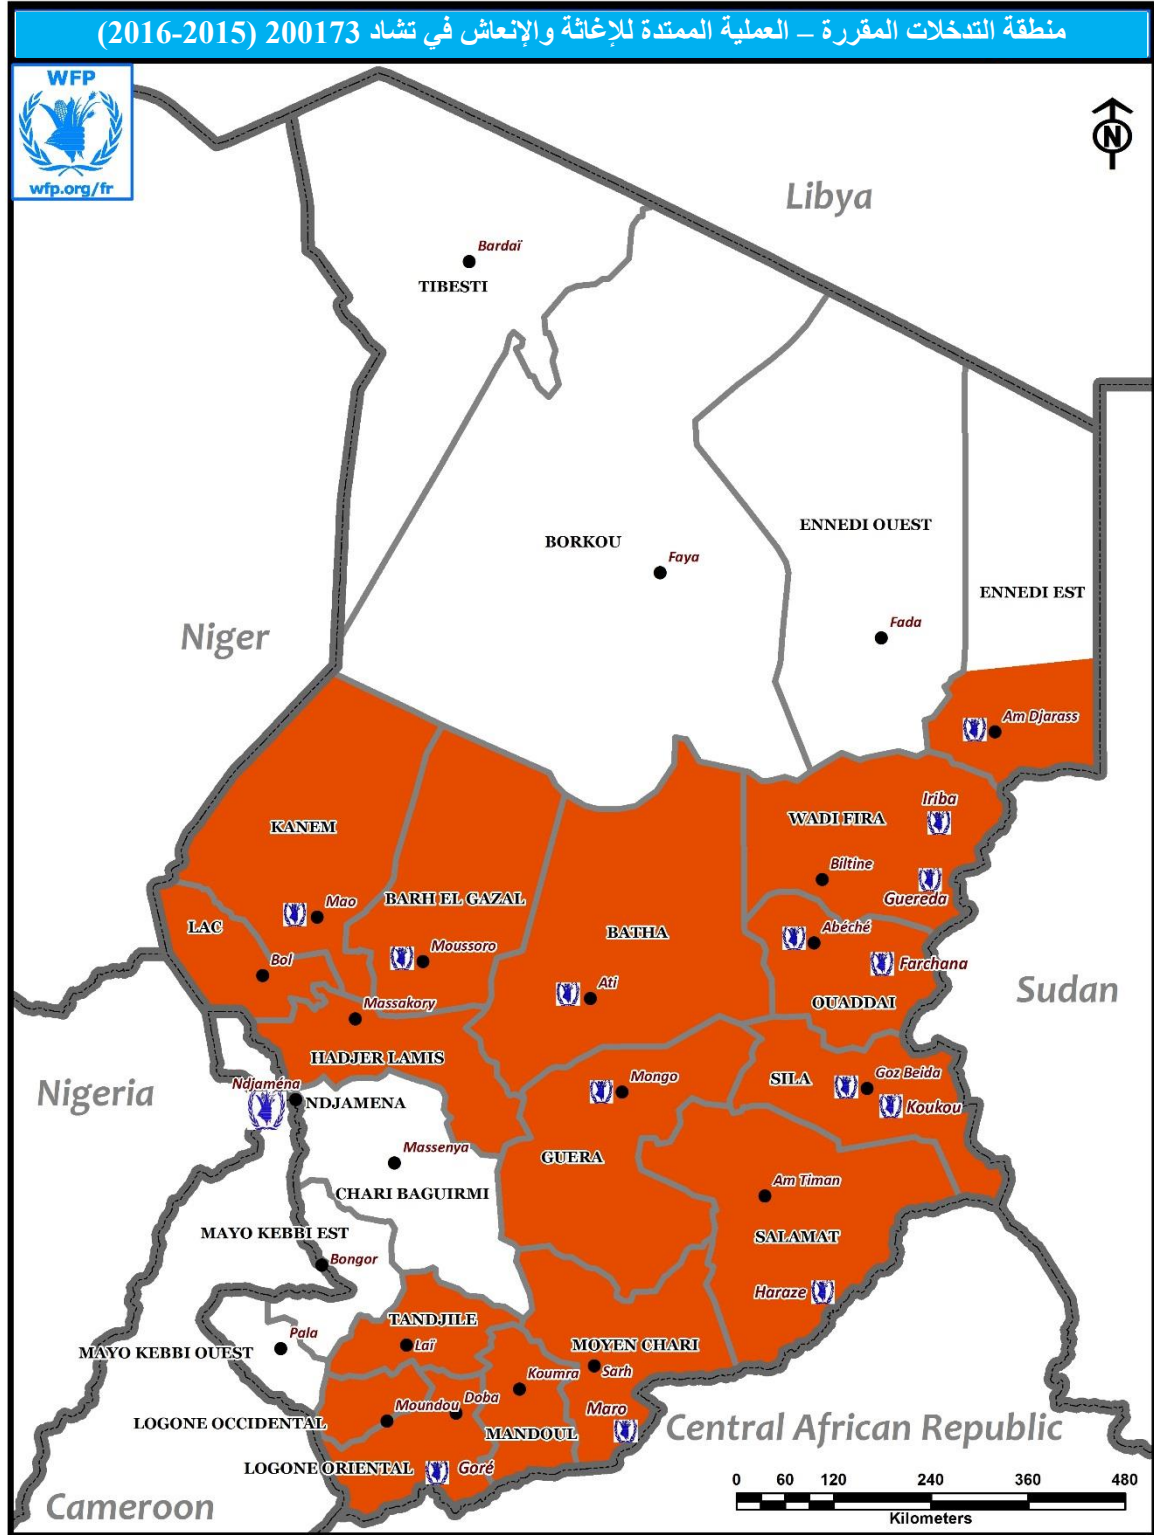 منطقة التدخلات المقررة – العملية الممتدة للإغاثة والإنعاش في تشاد 200173 (2015-2016)
WFP
wfp.org/fr
N
Libya
Bardaï
TIBESTI
ENNEDI OUEST
BORKOU
Faya
ENNEDI EST
Fada
Niger
Am Djarass
Iriba
WADI FIRA
KANEM
Biltine
Guereda
BARH EL GAZAL
Mao
LAC
Abéché
BATHA
Moussoro
Bol
Farchana
Ati
Sudan
OUADDAI
Massakory
HADJER LAMIS
Goz Beida
Mongo
SILA
Ndjaména
Nigeria
NDJAMENA
Koukou
Massenya
GUERA
Am Timan
CHARI BAGUIRMI
MAYO KEBBI EST
SALAMAT
Bongor
Haraze
TANDJILE
Pala
Laï
MOYEN CHARI
MAYO KEBBI OUEST
Sarh
Koumra
Doba
Moundou
Maro
LOGONE OCCIDENTAL
MANDOUL
Central African Republic
LOGONE ORIENTAL
Goré
Cameroon
0 60 120 240 360 480
Kilometers